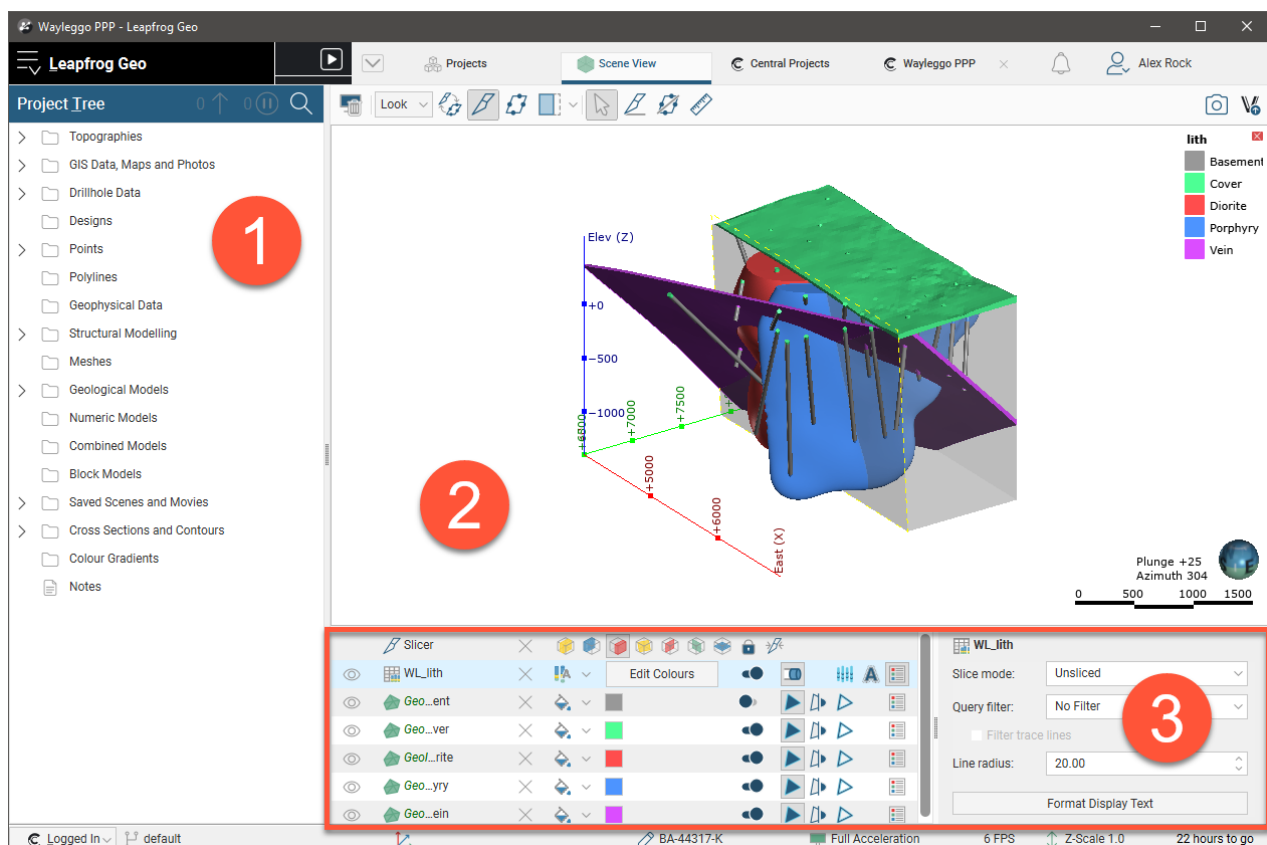 Wayleggo PPP - Leapfrog Geo
Leapfrog Geo
Projects
Scene View
Central Projects
Wayleggo PPP
Alex Rock
Project Tree
0
0
Look
Topographies
GIS Data, Maps and Photos
Drillhole Data
Designs
Points
Polylines
Geophysical Data
Structural Modelling
Meshes
Geological Models
Numeric Models
Combined Models
Block Models
Saved Scenes and Movies
Cross Sections and Contours
Colour Gradients
Notes
1
lith
Basement
Cover
Diorite
Porphyry
Vein
Elev (Z)
+0
−500
−1000
+6800
+7000
+7500
+5000
+6000
East (X)
2
Plunge +25
Azimuth 304
0 500 1000 1500
E
Slicer
WL_lith
Edit Colours
A
Geo...ent
Geo...ver
Geol...rite
Geo...yry
Geo...ein
WL_lith
Slice mode: Unsliced
Query filter: No Filter
Filter trace lines
Line radius: 20.00
Format Display Text
3
Logged In
default
BA-44317-K
Full Acceleration
6 FPS
Z-Scale 1.0
22 hours to go